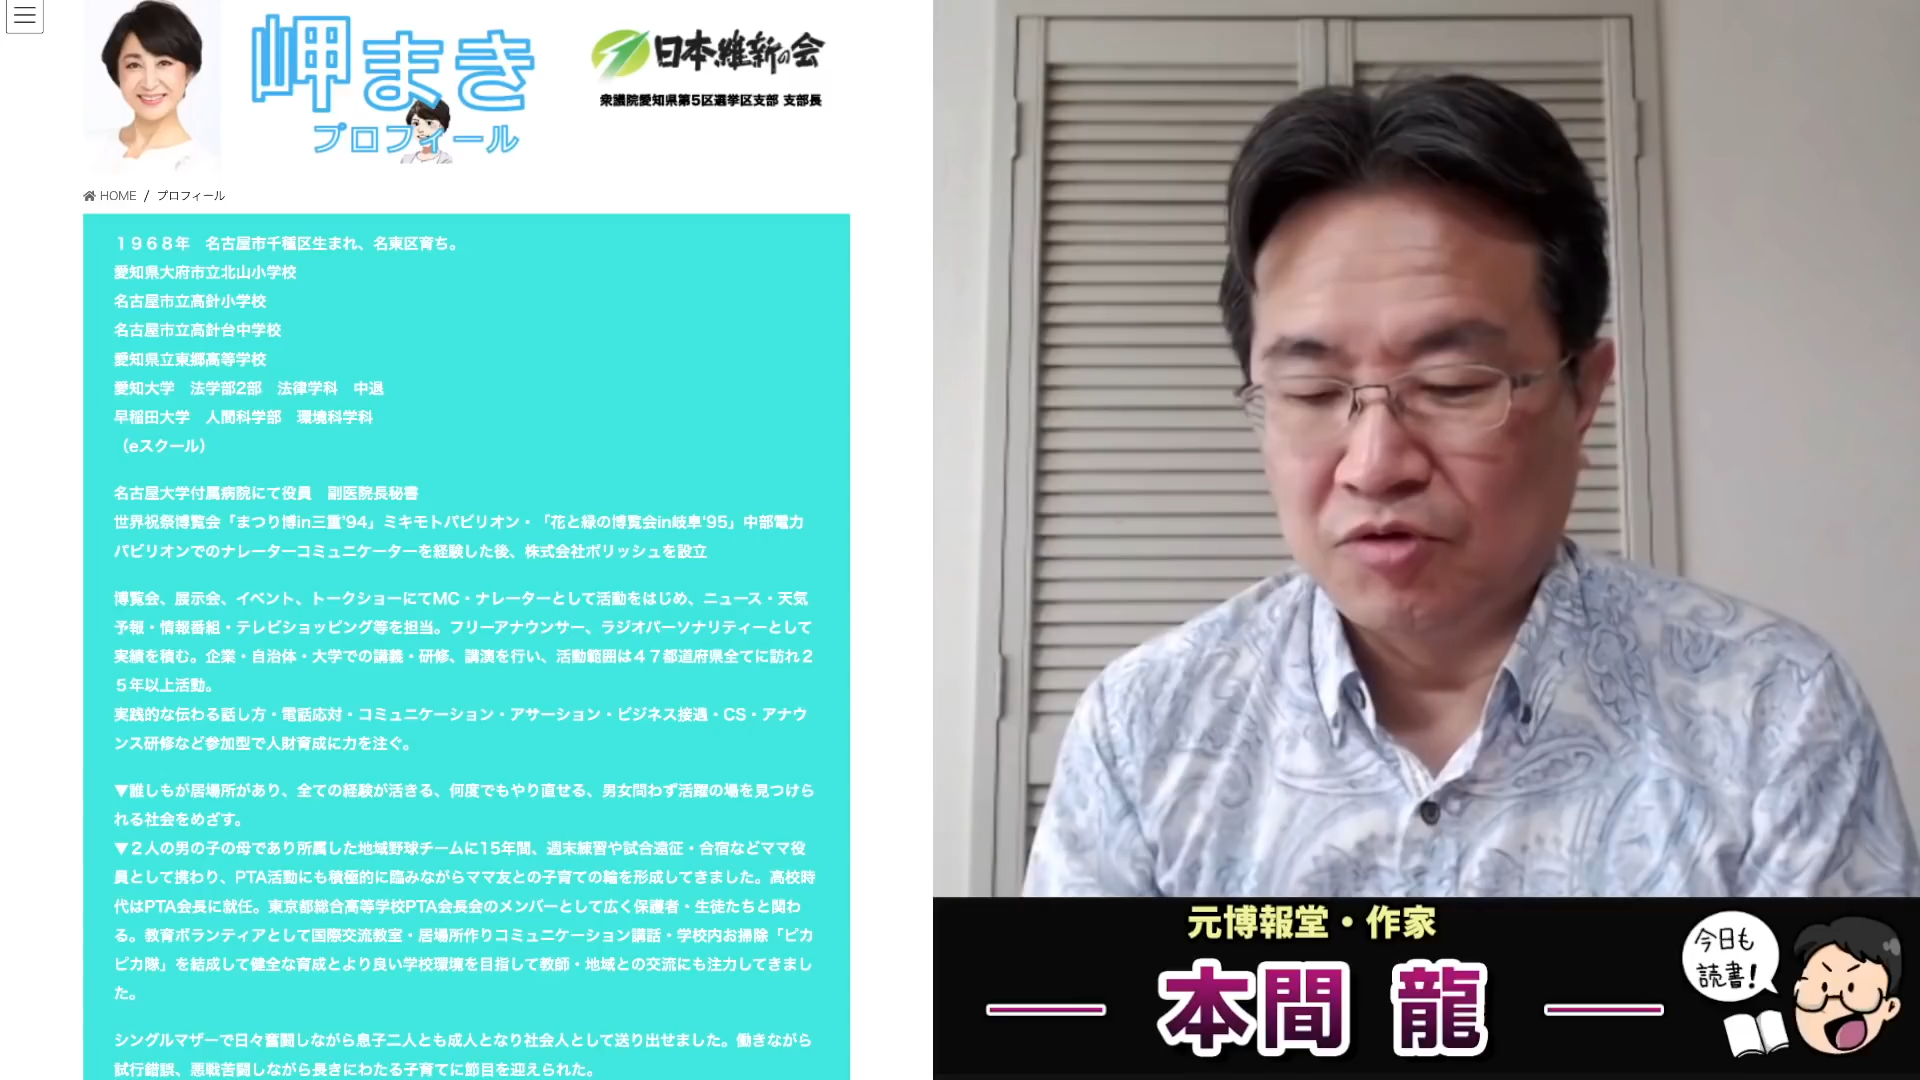 岬まき
プロフィール
日本維新の会
衆議院愛知県第5区選挙区支部 支部長
HOME / プロフィール
１９６８年　名古屋市千種区生まれ、名東区育ち。
愛知県大府市立北山小学校
名古屋市立高針小学校
名古屋市立高針台中学校
愛知県立東郷高等学校
愛知大学　法学部2部　法律学科　中退
早稲田大学　人間科学部　環境科学科
（eスクール）
名古屋大学付属病院にて役員　副医院長秘書
世界祝祭博覧会「まつり博in三重'94」ミキモトパビリオン・「花と緑の博覧会in岐阜'95」中部電力
パビリオンでのナレーターコミュニケーターを経験した後、株式会社ポリッシュを設立
博覧会、展示会、イベント、トークショーにてMC・ナレーターとして活動をはじめ、ニュース・天気
予報・情報番組・テレビショッピング等を担当。フリーアナウンサー、ラジオパーソナリティーとして
実績を積む。企業・自治体・大学での講義・研修、講演を行い、活動範囲は４７都道府県全てに訪れ２
５年以上活動。
実践的な伝わる話し方・電話応対・コミュニケーション・アサーション・ビジネス接遇・CS・アナウ
ンス研修など参加型で人財育成に力を注ぐ。
▼誰しもが居場所があり、全ての経験が活きる、何度でもやり直せる、男女問わず活躍の場を見つけら
れる社会をめざす。
▼２人の男の子の母であり所属した地域野球チームに15年間、週末練習や試合遠征・合宿などママ役
員として携わり、PTA活動にも積極的に臨みながらママ友との子育ての輪を形成してきました。高校時
代はPTA会長に就任。東京都総合高等学校PTA会長会のメンバーとして広く保護者・生徒たちと関わ
る。教育ボランティアとして国際交流教室・居場所作りコミュニケーション講話・学校内お掃除「ピカ
ピカ隊」を結成して健全な育成とより良い学校環境を目指して教師・地域との交流にも注力してきまし
た。
シングルマザーで日々奮闘しながら息子二人とも成人となり社会人として送り出せました。働きながら
試行錯誤、悪戦苦闘しながら長きにわたる子育てに節目を迎えられた。
元博報堂・作家
本間 龍
今日も
読書！